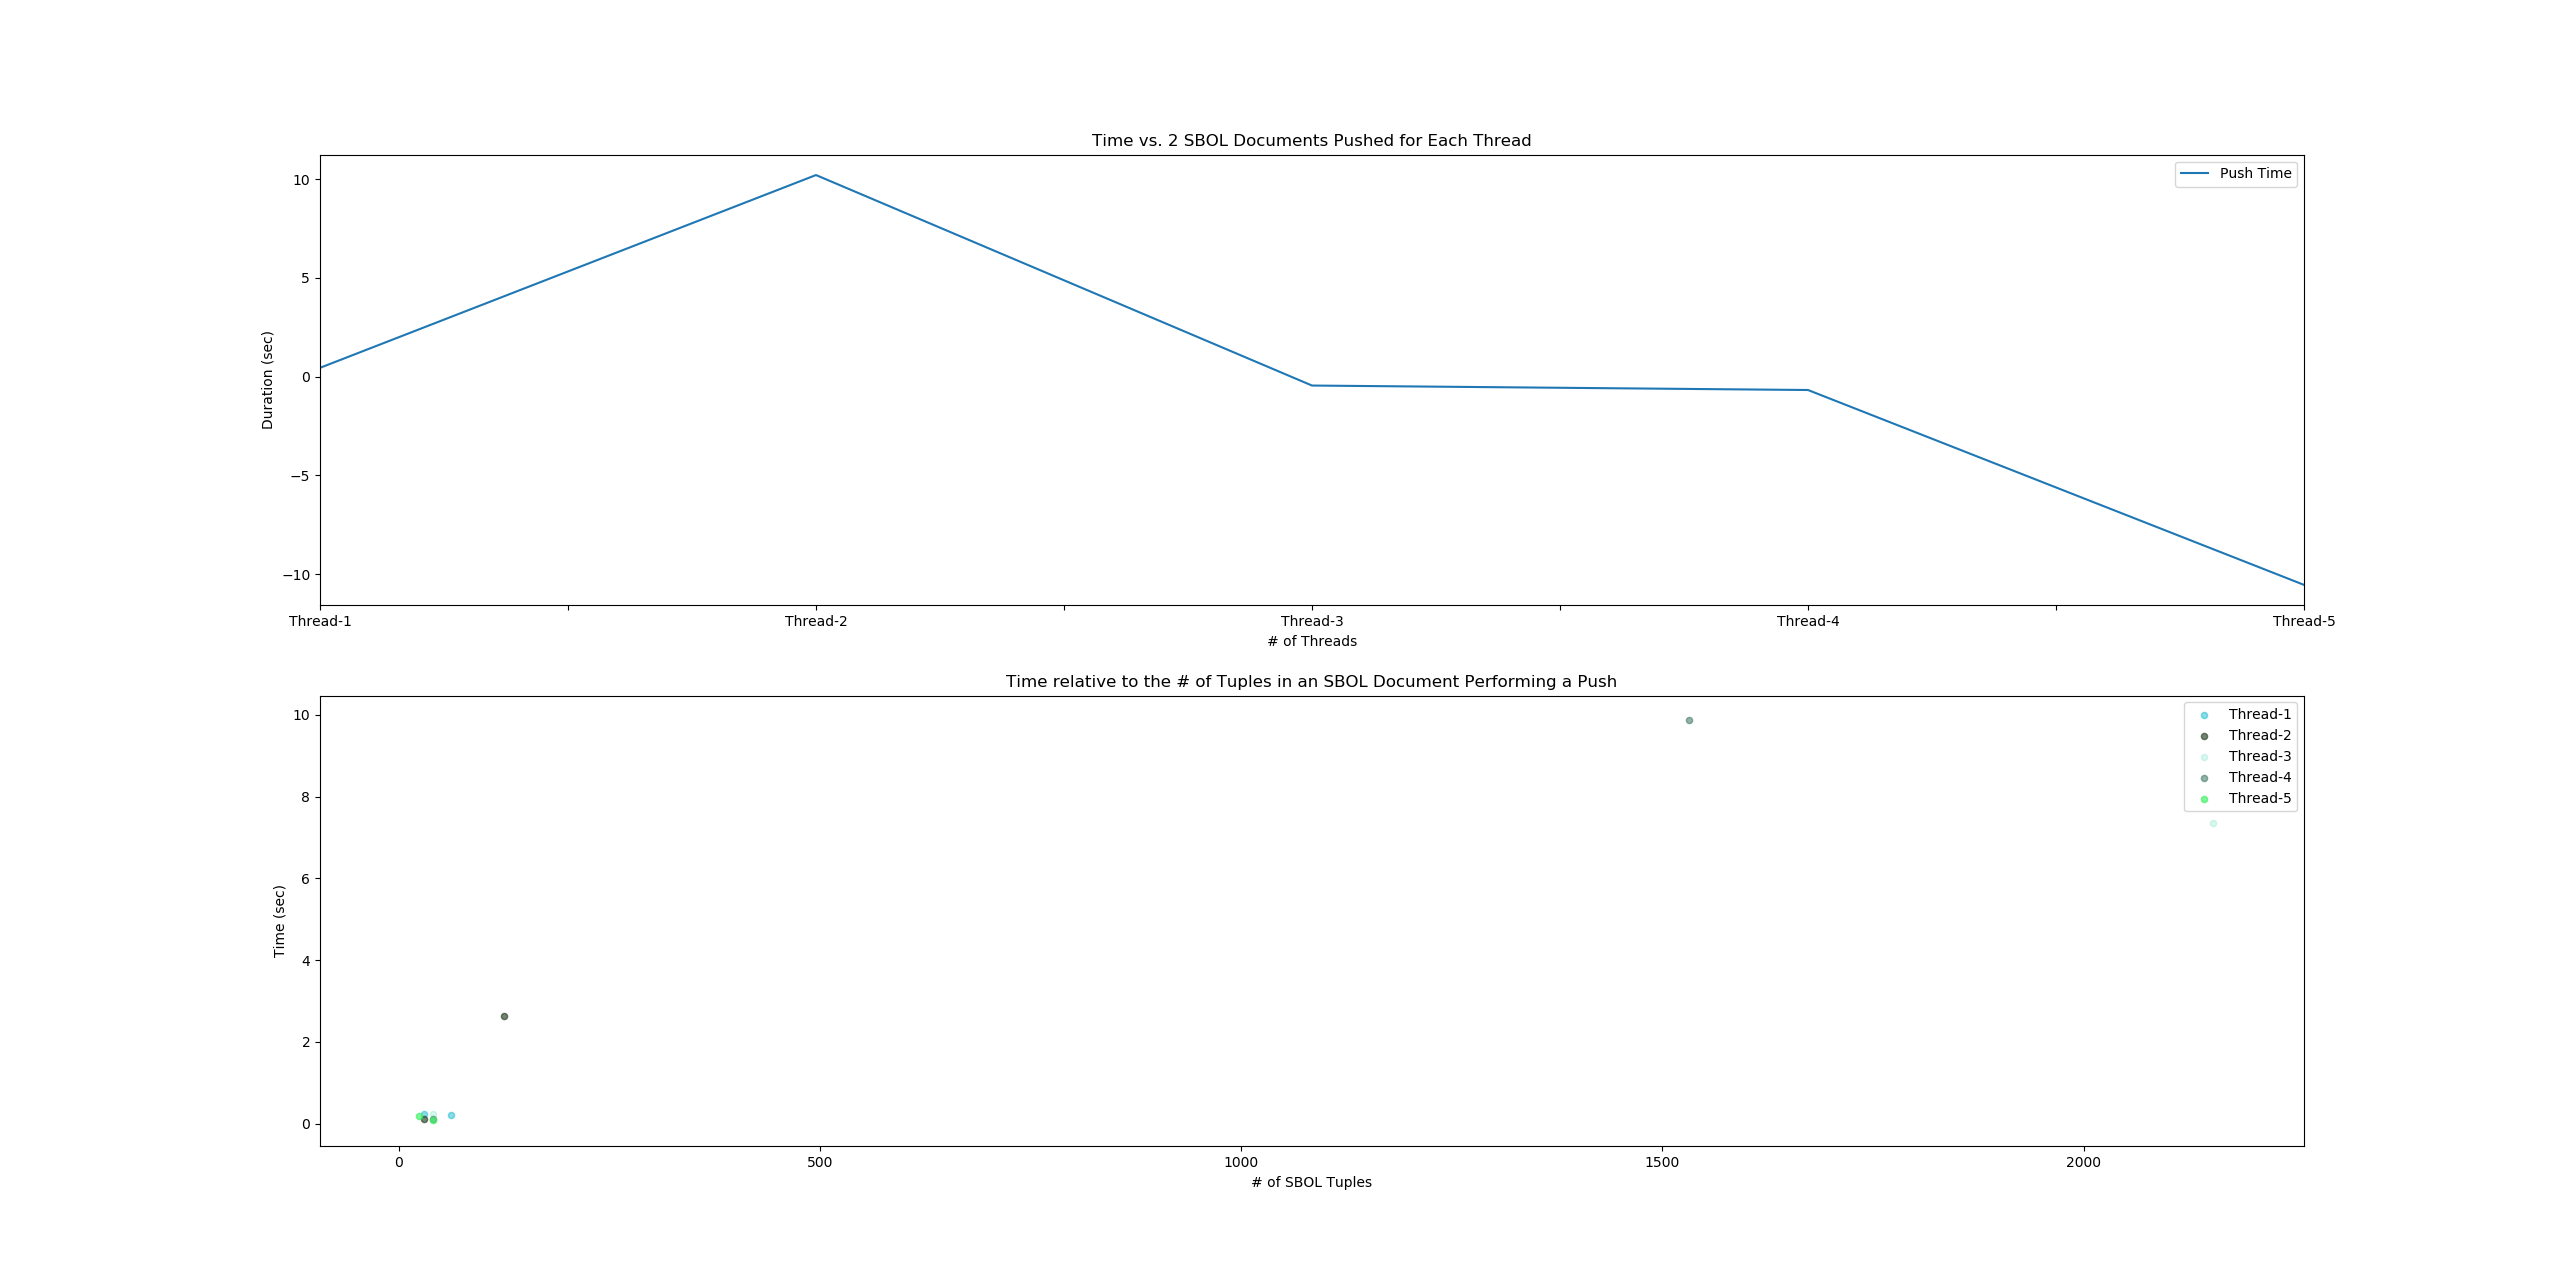 Time vs. 2 SBOL Documents Pushed for Each Thread
Push Time
10
5
0
−5
−10
Duration (sec)
Thread-1 Thread-2 Thread-3 Thread-4 Thread-5
# of Threads
Time relative to the # of Tuples in an SBOL Document Performing a Push
Thread-1
Thread-2
Thread-3
Thread-4
Thread-5
10
8
6
4
2
0
Time (sec)
0 500 1000 1500 2000
# of SBOL Tuples